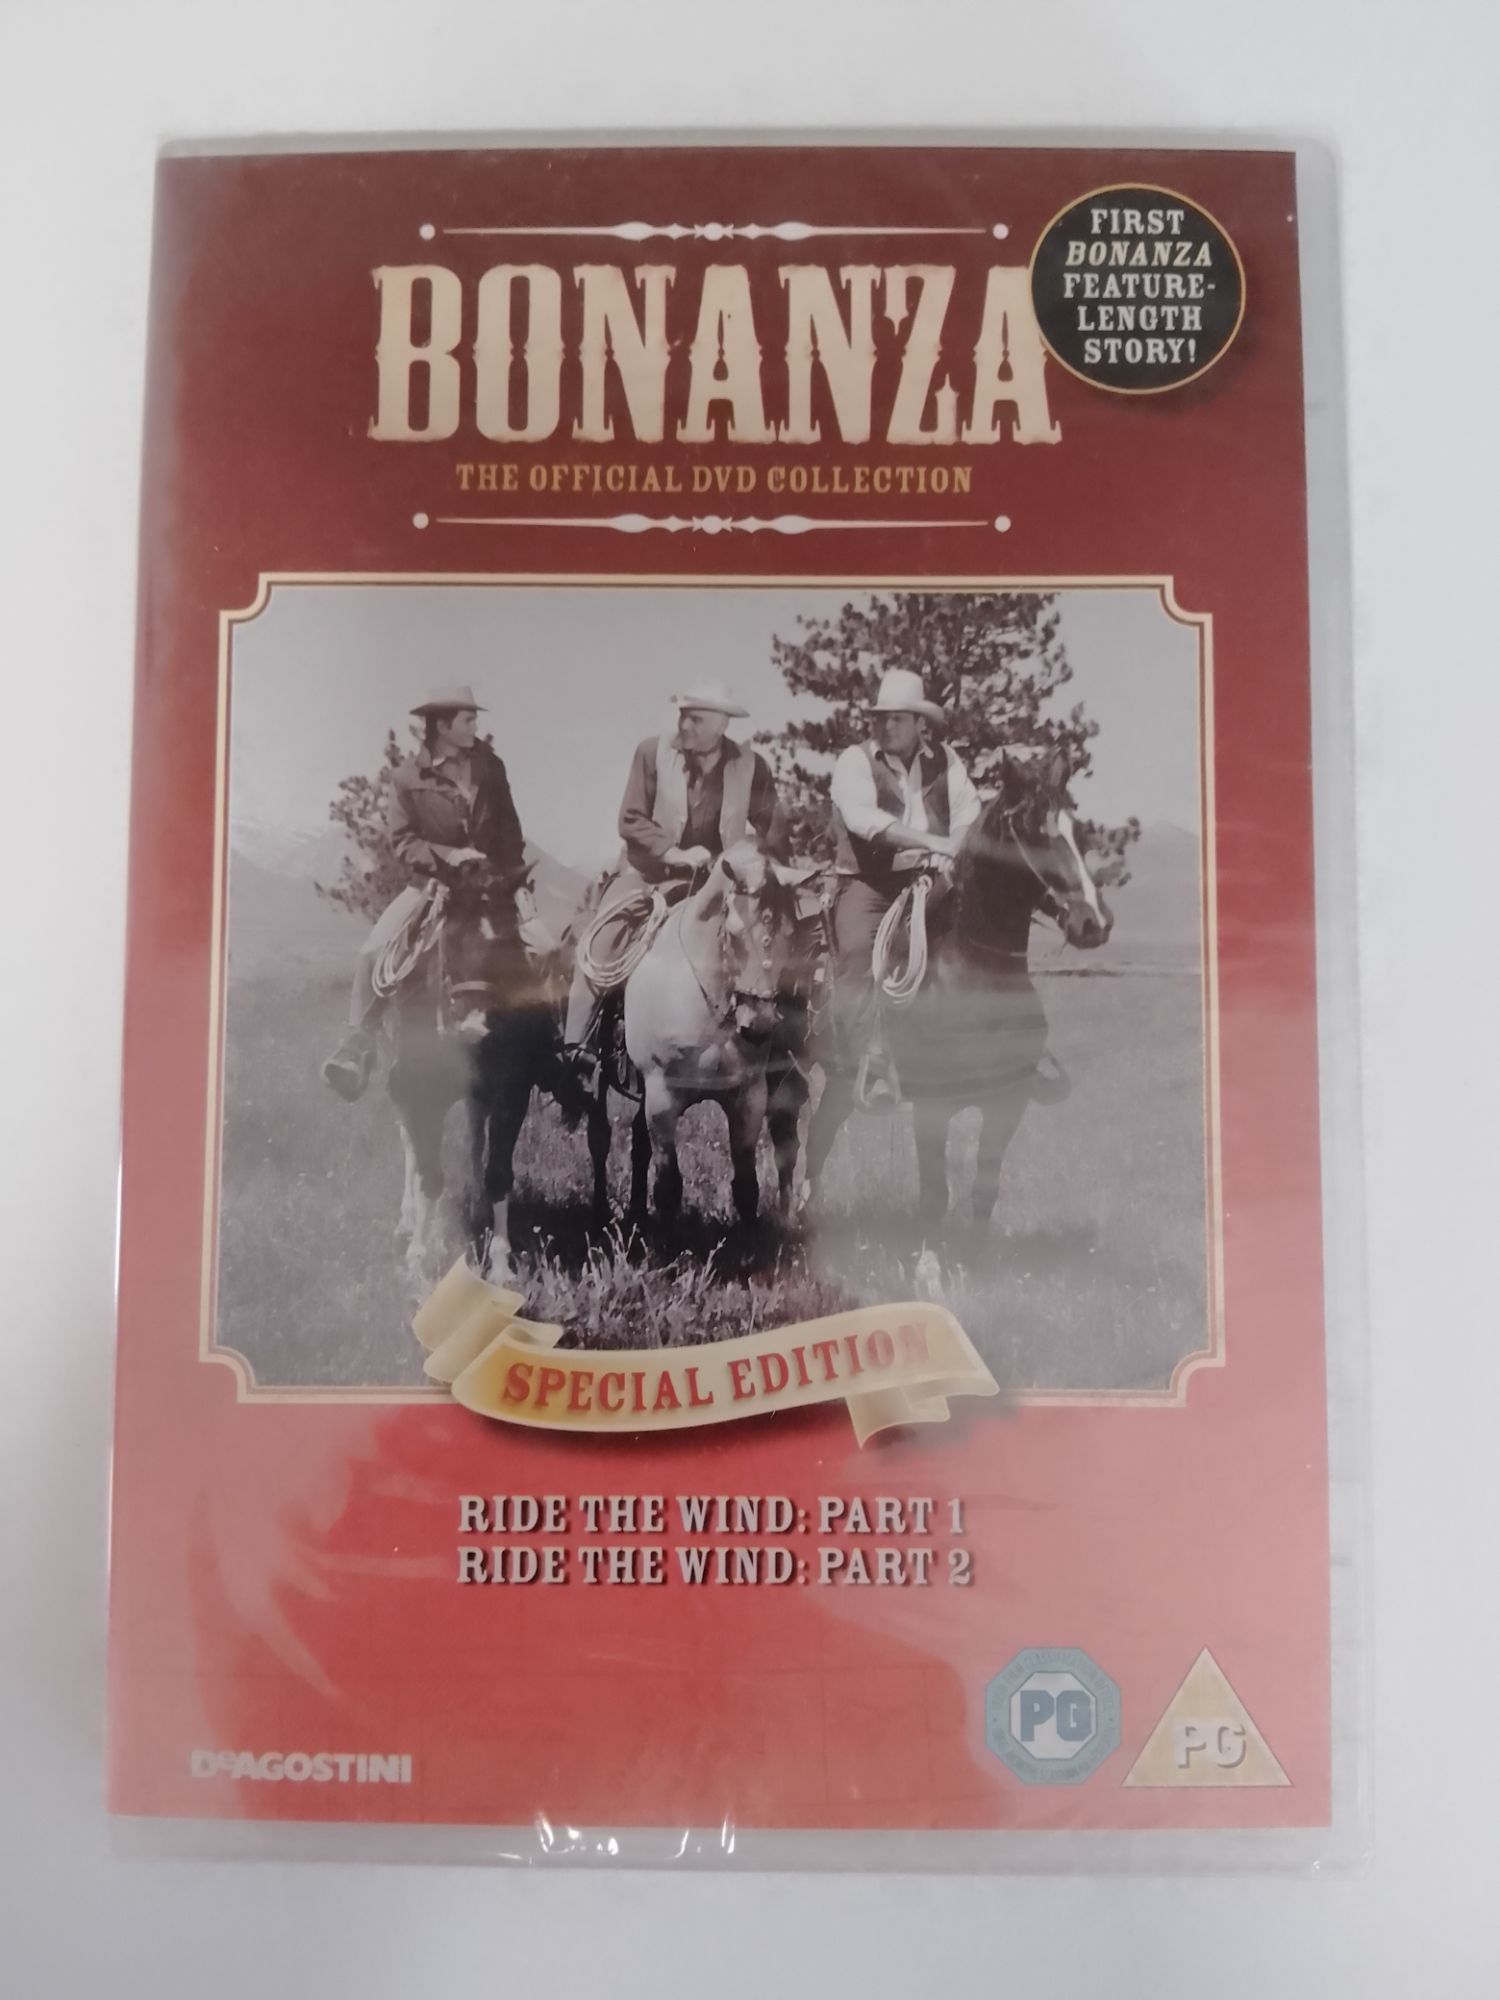 FIRST
BONANZA
FEATURE-
LENGTH
STORY!
BONANZA
THE OFFICIAL DVD COLLECTION
SPECIAL EDITION
RIDE THE WIND: PART 1
RIDE THE WIND: PART 2
DeAGOSTINI
PG
PG